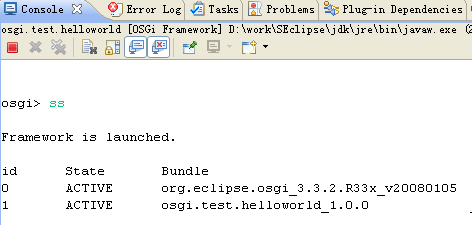 Console Error Log Tasks Problems Plug-in Dependencies
osgi.test.helloworld [OSGi Framework] D:\work\SEclipse\jdk\jre\bin\javaw.exe (2
osgi> ss
Framework is launched.
id State Bundle
0 ACTIVE org.eclipse.osgi_3.3.2.R33x_v20080105
1 ACTIVE osgi.test.helloworld_1.0.0